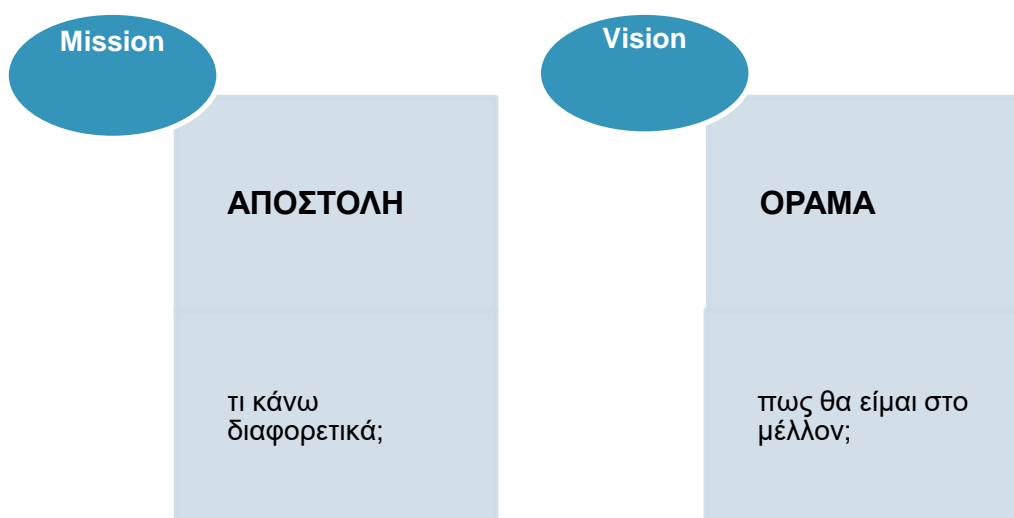 Mission
ΑΠΟΣΤΟΛΗ
τι κάνω
διαφορετικά;
Vision
ΟΡΑΜΑ
πως θα είμαι στο
μέλλον;